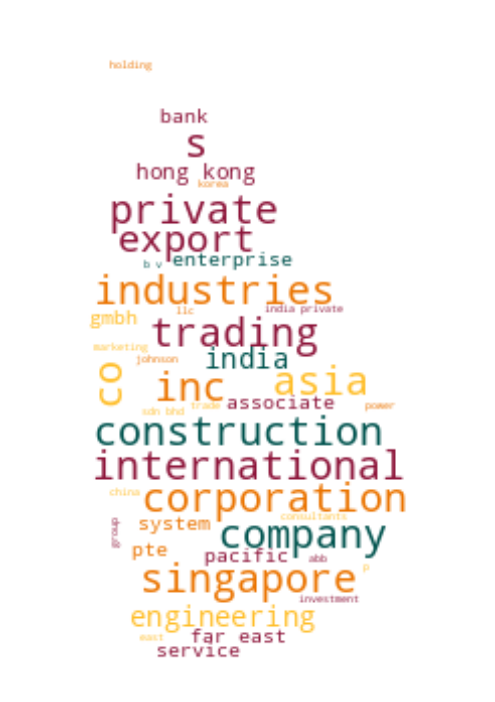 holding
bank
s
hong kong
korea
private
export
b v enterprise
industries
llc india private
gmbh
trading
marketing
johnson india
co inc asia
sdn bhd trade associate power
construction
international
china corporation
consultants
group system company
pte pacific abb
singapore p
investment
engineering
east far east
service